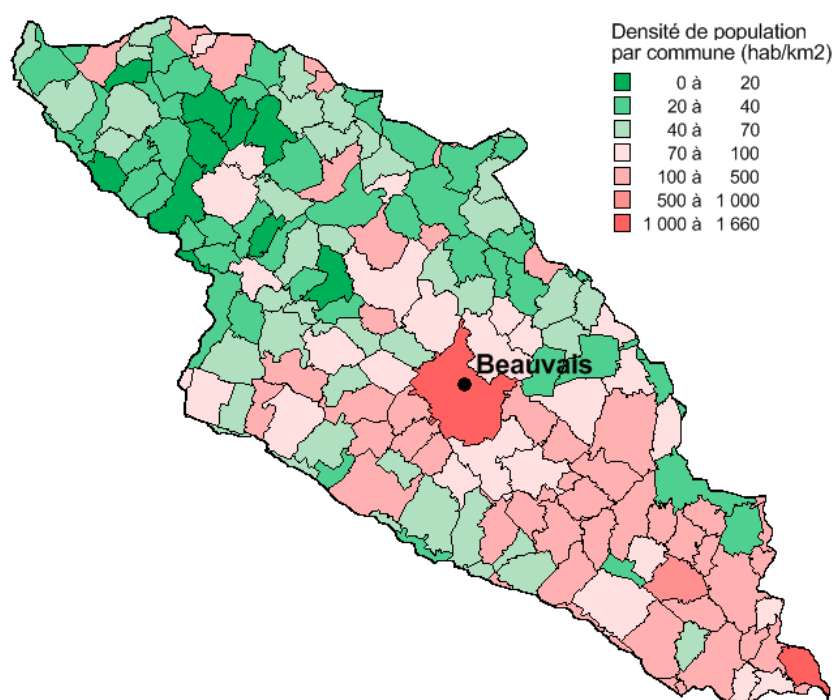 Densité de population
par commune (hab/km2)
0 à 20
20 à 40
40 à 70
70 à 100
100 à 500
500 à 1 000
1 000 à 1 660
Beauvais